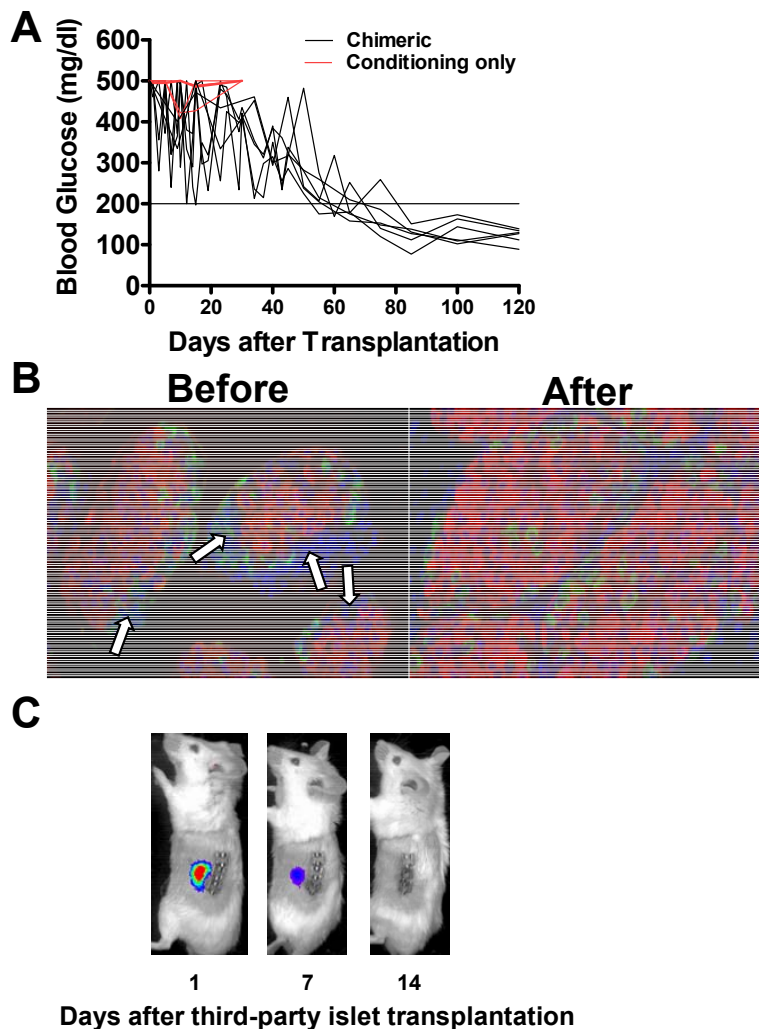 A
Blood Glucose (mg/dl)
600
500
400
300
200
100
0
Chimeric
Conditioning only
0 20 40 60 80 100 120
Days after Transplantation
B
Before After
C
1 7 14
Days after third-party islet transplantation